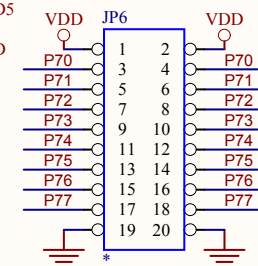 D5
JP6
VDD VDD
D
1 2
P70 3 4 P70
P71 5 6 P71
P72 7 8 P72
P73 9 10 P73
P74 11 12 P74
P75 13 14 P75
P76 15 16 P76
P77 17 18 P77
19 20
*